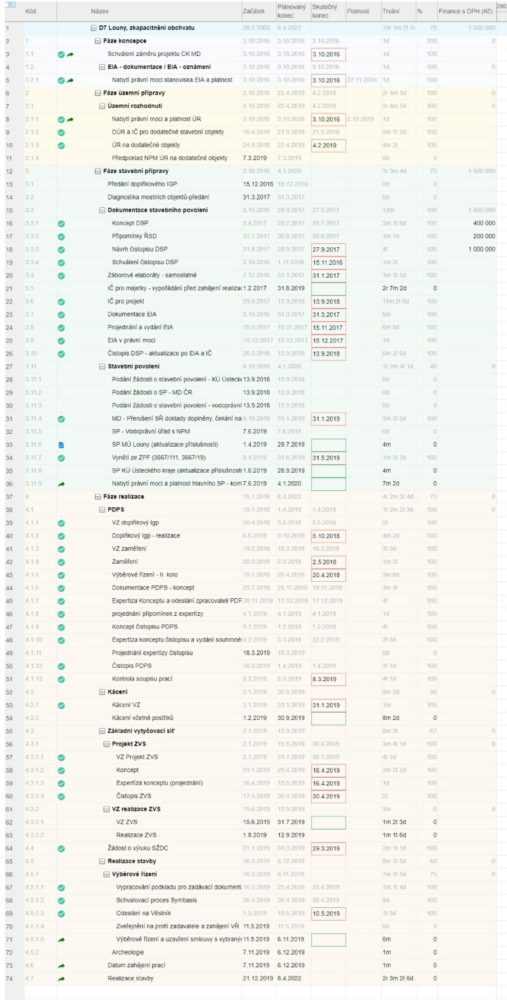 Kód Název Začátek Plánovaný konec Skutečný konec Platnost Trvání % Finance s DPH (Kč) 2003
1 D7 Louny, zkapacitnění obchvatu 28.2.2003 8.4.2022 19r 1m 2t 78 1 600 000
2 1 Fáze koncepce 3.10.2016 3.10.2016 3.10.2016 1d 100 0
3 1.1 Schválení záměru projektu CK MD 3.10.2016 3.10.2016 3.10.2016 1d 100
4 1.2 EIA - dokumentace / EIA - oznámení 3.10.2016 3.10.2016 3.10.2016 1d 100 0
5 1.2.1 Nabytí právní moci stanoviska EIA a platnost 3.10.2016 3.10.2016 3.10.2016 27.11.2024 1d 100
6 2 Fáze územní přípravy 3.10.2016 22.4.2019 4.2.2019 2r 4m 5d 100 0
7 2.1 Územní rozhodnutí 3.10.2016 22.4.2019 4.2.2019 2r 4m 5d 100 0
8 2.1.1 Nabytí právní moci a platnost ÚR 3.10.2016 3.10.2016 3.10.2016 2.10.2019 1d 100
9 2.1.2 DÚR a IČ pro dodatečné stavební objekty 16.4.2018 21.9.2018 21.9.2018 5m 1t 2d 100
10 2.1.3 ÚR na dodatečné objekty 24.9.2018 22.4.2019 4.2.2019 4m 2t 100
11 2.1.4 Předpoklad NPM ÚR na dodatečné objekty 7.3.2019 7.3.2019 0d 0
12 3 Fáze stavební přípravy 3.10.2016 4.1.2020 3r 3m 4d 75 1 600 000
13 3.1 Předání doplňkového IGP 15.12.2016 15.12.2016 0d 0
14 3.2 Diagnostika mostních objektů-předání 31.3.2017 31.3.2017 0d 0
15 3.3 Dokumentace stavebního povolení 3.10.2016 28.9.2017 27.9.2017 12m 100 1 600 000
16 3.3.1 Koncept DSP 3.4.2017 28.7.2017 28.7.2017 3m 3t 6d 100 400 000
17 3.3.2 Připomínky ŘSD 31.7.2017 30.8.2017 30.8.2017 1m 1d 100 200 000
18 3.3.3 Návrh čistopisu DSP 31.8.2017 28.9.2017 27.9.2017 4t 100 1 000 000
19 3.3.4 Schválení čistopisu DSP 3.10.2016 1.11.2016 15.11.2016 1m 2t 100
20 3.4 Záborové elaboráty - samostatné 7.12.2016 31.1.2017 31.1.2017 1m 3t 5d 100
21 3.5 IČ pro majetky - vypořádání před zahájení realizac 1.2.2017 31.8.2019 2r 7m 2d 0
22 3.6 IČ pro projekt 29.9.2017 13.9.2018 13.9.2018 11m 2t 6d 100
23 3.7 Dokumentace EIA 3.10.2016 31.3.2017 31.3.2017 6m 100
24 3.8 Projednání a vydání EIA 15.5.2017 15.11.2017 15.11.2017 6m 5d 100
25 3.9 EIA v právní moci 15.12.2017 15.12.2017 15.12.2017 1d 100
26 3.10 Čistopis DSP - aktualizace po EIA a IČ 26.2.2018 13.9.2018 13.9.2018 6m 2t 6d 100
27 3.11 Stavební povolení 8.10.2018 4.1.2020 1r 2m 4t 1d 40 0
28 3.11.1 Podání žádosti o stavební povolení - KÚ Ústeck 13.9.2018 13.9.2018 0d 0
29 3.11.2 Podání žádosti o SP - MD ČR 13.9.2018 13.9.2018 0d 0
30 3.11.3 Podání žádosti o stavební povolení - vodoprávní 13.9.2018 13.9.2018 0d 0
31 3.11.4 MD - Přerušení SŘ doklady doplněny, čekání na 8.10.2018 31.1.2019 31.1.2019 3m 3t 5d 100
32 3.11.5 SP - Vodoprávní úřad s NPM 7.6.2019 7.6.2019 0d 0
33 3.11.6 SP MÚ Louny (aktualizace příslušnosti) 1.4.2019 29.7.2019 4m 0
34 3.11.7 Vynětí ze ZPF (3667/111, 3667/19) 8.4.2019 31.5.2019 31.5.2019 1m 3t 3d 100
35 3.11.8 SP KÚ Ústeckého kraje (aktualizace příslušnosti 1.6.2019 28.9.2019 4m 0
36 3.11.9 Nabytí právní moci a platnost hlavního SP - kom 7.6.2019 4.1.2020 7m 2d 0
37 4 Fáze realizace 15.1.2018 8.4.2022 4r 2m 3t 4d 75 0
38 4.1 PDPS 15.1.2018 1.4.2019 1.4.2019 1r 2m 2t 3d 100 0
39 4.1.1 VZ doplňkový Igp 20.4.2018 3.5.2018 3.5.2018 2t 100
40 4.1.2 Doplňkový Igp - realizace 6.6.2018 5.10.2018 5.10.2018 4m 2d 100
41 4.1.3 VZ zaměření 19.2.2018 16.3.2018 16.3.2018 3t 5d 100
42 4.1.4 Zaměření 20.3.2018 2.5.2018 2.5.2018 1m 2t 100
43 4.1.5 Výběrové řízení - II. kolo 15.1.2018 20.4.2018 20.4.2018 3m 6d 100
44 4.1.6 Dokumentace PDPS - koncept 25.7.2018 25.11.2018 19.11.2018 3m 4t 100
45 4.1.7 Expertiza Konceptu a odeslání zpracovateli PDF 20.11.2018 17.12.2018 17.12.2018 4t 100
46 4.1.8 projednání připomínek z expertízy 4.1.2019 4.1.2019 4.1.2019 1d 100
47 4.1.9 Koncept čistopisu PDPS 5.1.2019 1.2.2019 1.2.2019 4t 100
48 4.1.10 Expertíza konceptu čistopisu a vydání souhrnné 4.2.2019 3.3.2019 22.2.2019 2t 5d 100
49 4.1.11 Projednání expertízy čistopisu 18.3.2019 18.3.2019 0d 0
50 4.1.12 Čistopis PDPS 18.3.2019 1.4.2019 1.4.2019 2t 1d 100
51 4.1.13 Kontrola soupisu prací 8.2.2019 8.3.2019 8.3.2019 4t 1d 100
52 4.2 Kácení 2.1.2019 30.9.2019 9m 2d 50 0
53 4.2.1 Kácení VZ 2.1.2019 31.1.2019 31.1.2019 1m 100
54 4.2.2 Kácení včetně postřiků 1.2.2019 30.9.2019 8m 2d 0
55 4.3 Základní vytyčovací síť 2.1.2019 12.9.2019 8m 2t 67 0
56 4.3.1 Projekt ZVS 2.1.2019 15.5.2019 30.4.2019 3m 4t 1d 100 0
57 4.3.1.1 VZ Projekt ZVS 2.1.2019 31.1.2019 30.1.2019 4t 1d 100
58 4.3.1.2 Koncept 31.1.2019 29.4.2019 16.4.2019 2m 2t 2d 100
59 4.3.1.3 Expertíza konceptu (projednání) 16.4.2019 15.5.2019 16.4.2019 1d 100
60 4.3.1.4 Čistopis ZVS 17.4.2019 30.4.2019 30.4.2019 2t 100
61 4.3.2 VZ realizace ZVS 15.6.2019 12.9.2019 3m 0 0
62 4.3.2.1 VZ ZVS 15.6.2019 31.7.2019 1m 2t 3d 0
63 4.3.2.2 Realizace ZVS 1.8.2019 12.9.2019 1m 1t 6d 0
64 4.4 Žádost o výluku SŽDC 21.1.2019 31.3.2019 29.3.2019 2m 1t 1d 100
65 4.5 Realizace stavby 16.3.2019 6.12.2019 8m 3t 5d 60 0
66 4.5.1 Výběrové řízení 16.3.2019 6.11.2019 7m 3t 5d 75 0
67 4.5.1.1 Vypracování podkladu pro zadávací dokument 16.3.2019 25.4.2019 25.4.2019 1m 1t 4d 100
68 4.5.1.2 Schvalovací proces Symbasis 26.4.2019 30.4.2019 30.4.2019 5d 100
69 4.5.1.3 Odeslání na Věstník 1.5.2019 10.5.2019 10.5.2019 1t 3d 100
70 4.5.1.4 Zveřejnění na profil zadavatele a zahájení VŘ 11.5.2019 11.5.2019 0d 0
71 4.5.1.5 Výběrové řízení a uzavření smlouvy s vybraný 11.5.2019 6.11.2019 6m 0
72 4.5.2 Archeologie 7.11.2019 6.12.2019 1m 0
73 4.6 Datum zahájení prací 7.11.2019 6.12.2019 1m 0
74 4.7 Realizace stavby 21.12.2019 8.4.2022 2r 3m 2t 6d 0